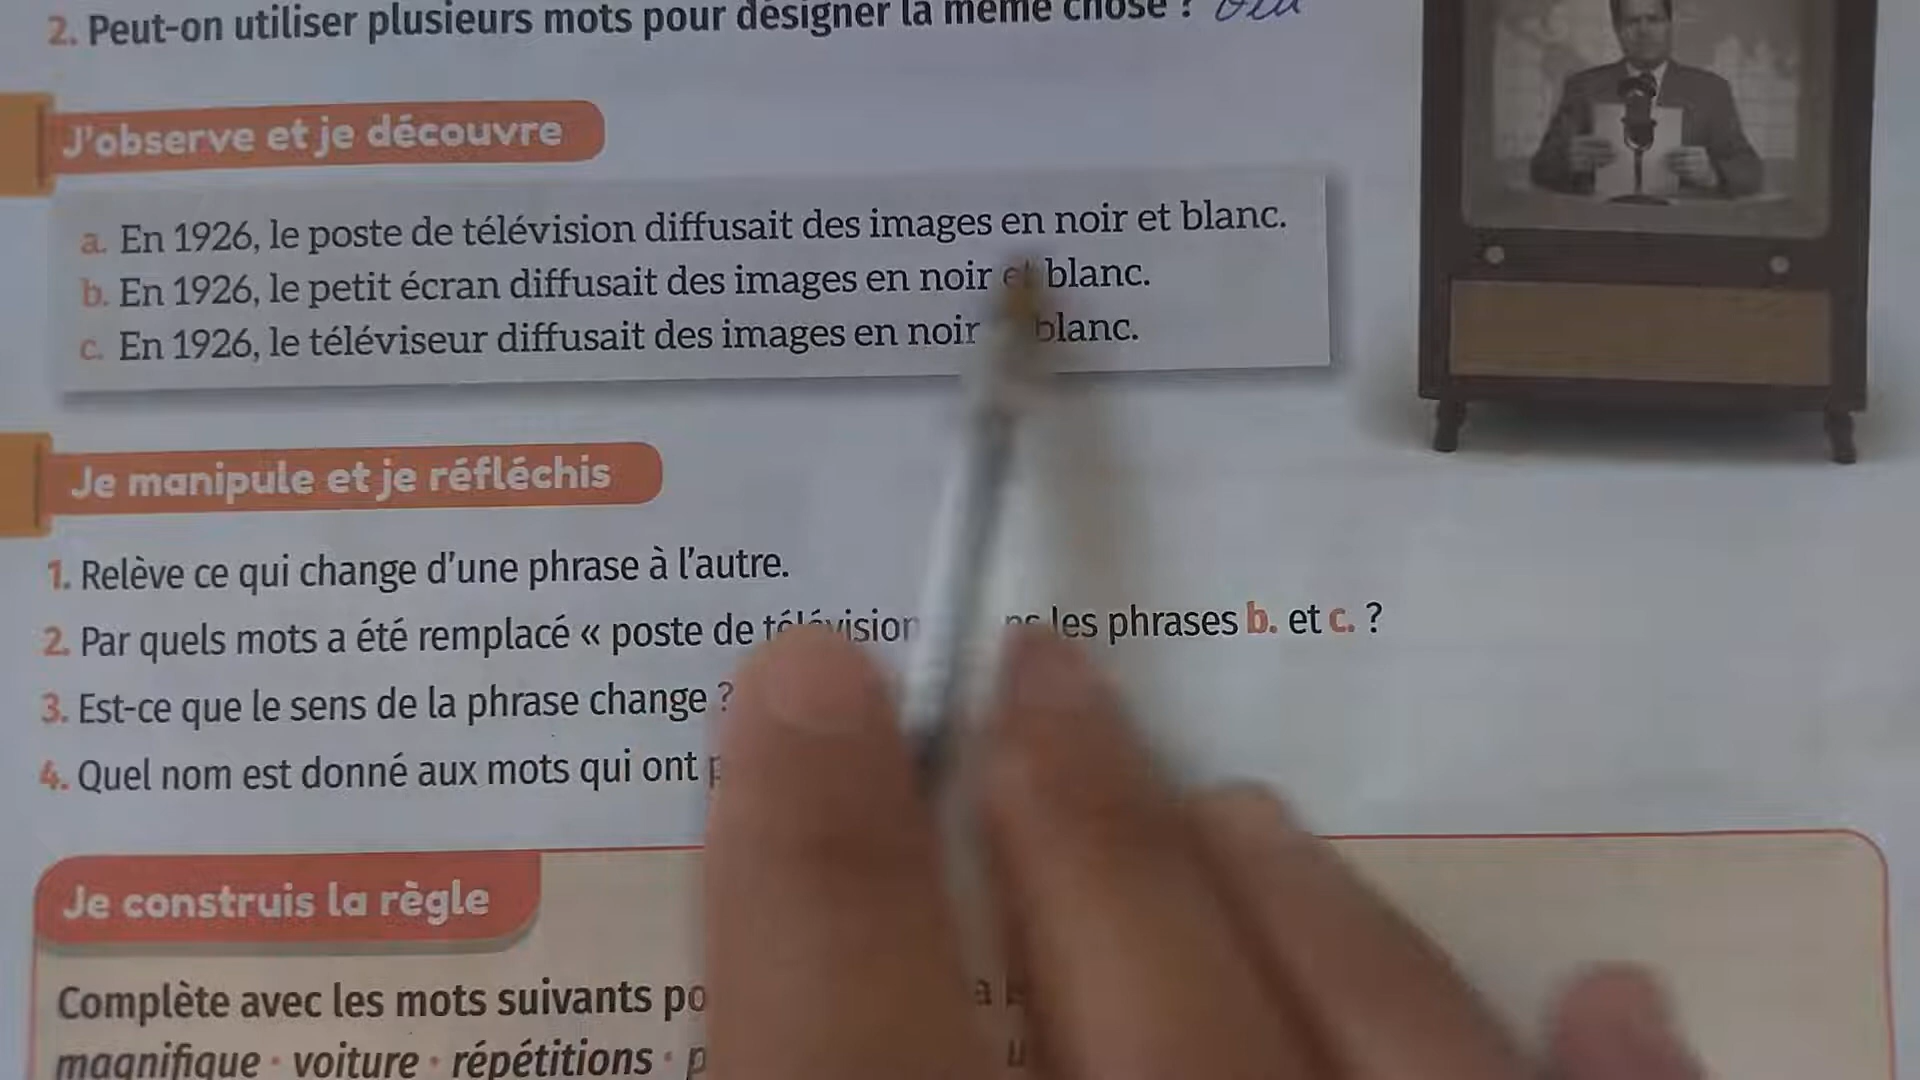 2. Peut-on utiliser plusieurs mots pour désigner la même chose ? oui
J'observe et je découvre
a. En 1926, le poste de télévision diffusait des images en noir et blanc.
b. En 1926, le petit écran diffusait des images en noir et blanc.
c. En 1926, le téléviseur diffusait des images en noir blanc.
Je manipule et je réfléchis
1. Relève ce qui change d'une phrase à l'autre.
2. Par quels mots a été remplacé « poste de télévision les phrases b. et c. ?
3. Est-ce que le sens de la phrase change ?
4. Quel nom est donné aux mots qui ont
Je construis la règle
Complète avec les mots suivants
magnifique · voiture · répétitions ·